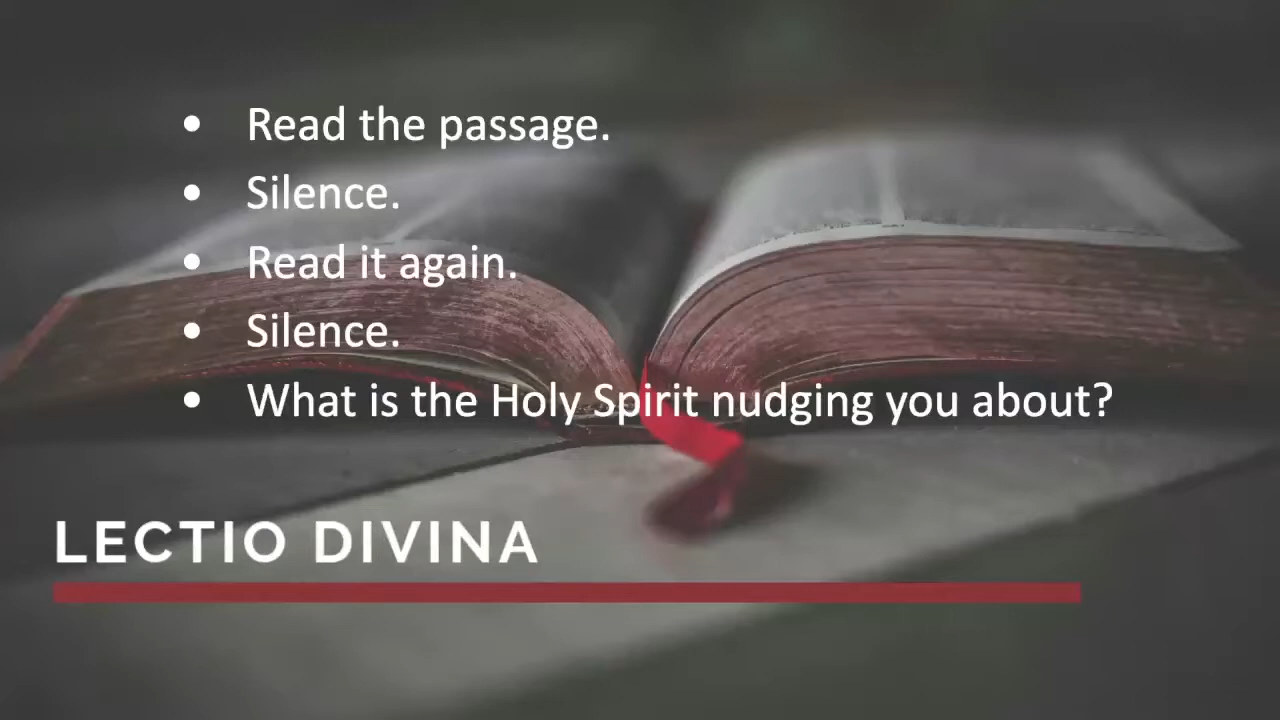 • Read the passage.
• Silence.
• Read it again.
• Silence.
• What is the Holy Spirit nudging you about?
LECTIO DIVINA